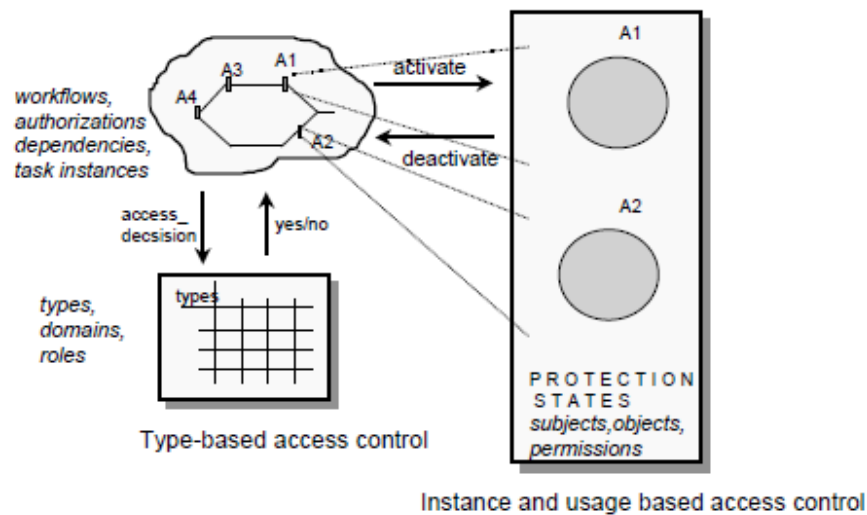 A1
A3
A1
A4
A2
activate
deactivate
workflows,
authorizations
dependencies,
task instances
access_
decsision
yes/no
A2
types
types,
domains,
roles
PROTECTION
STATES
subjects,objects,
permissions
Type-based access control
Instance and usage based access control